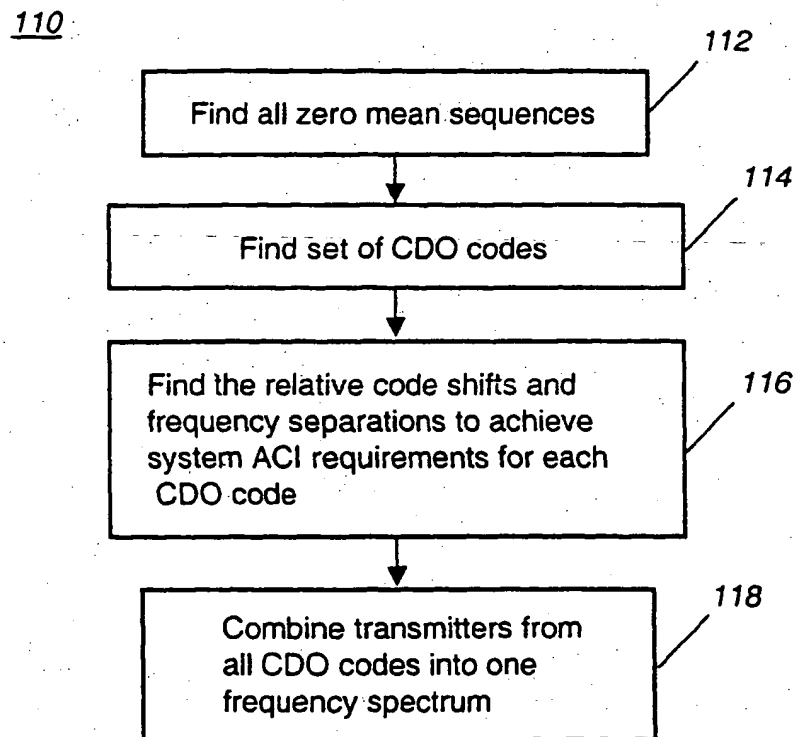 110
112
Find all zero mean sequences
114
Find set of CDO codes
116
Find the relative code shifts and
frequency separations to achieve
system ACI requirements for each
CDO code
118
Combine transmitters from
all CDO codes into one
frequency spectrum